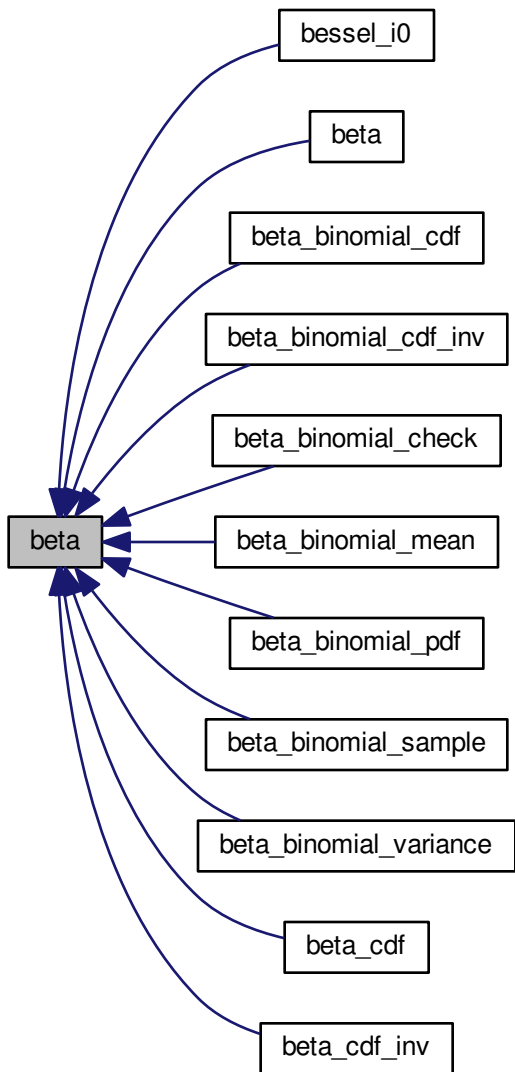 bessel_i0
beta
beta_binomial_cdf
beta_binomial_cdf_inv
beta_binomial_check
beta
beta_binomial_mean
beta_binomial_pdf
beta_binomial_sample
beta_binomial_variance
beta_cdf
beta_cdf_inv